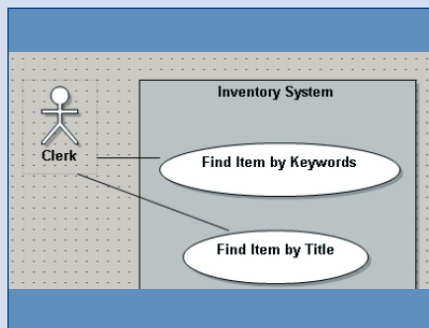 Inventory System
Clerk
Find Item by Keywords
Find Item by Title